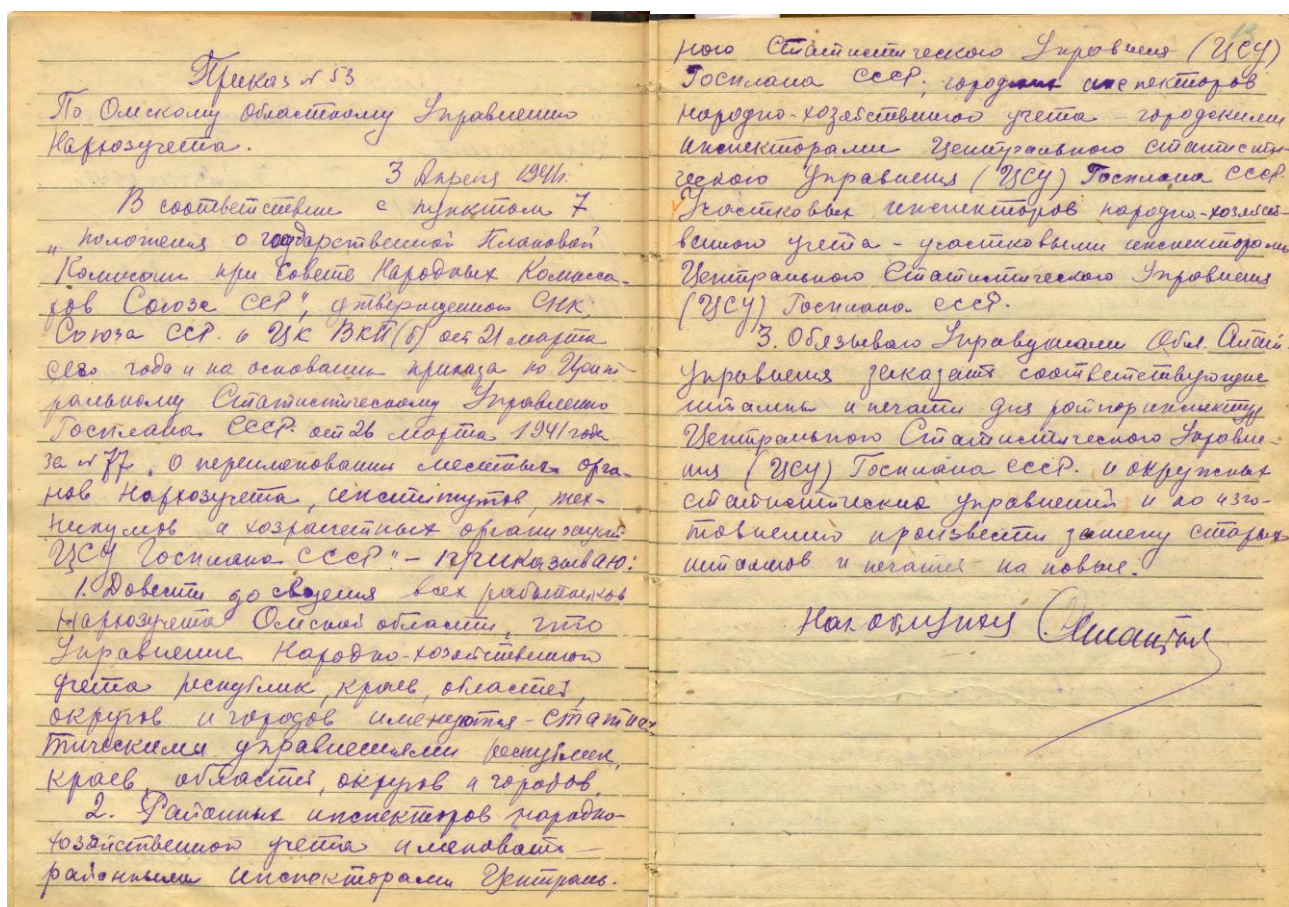 Приказ № 53
По Омскому Областному Управлению
Нархозучета.
3 Апреля 1941г.
В соответствии с пунктом 7
„положения о государственной Плановой
Комиссии при Совете Народных Комисса-
ров Союза ССР", утвержденном СНК
Союза ССР. и ЦК ВКП(б) от 21 марта
сего года и на основании приказа по Цент-
ральному Статистическому Управлению
Госплана СССР. от 26 марта 1941 года
за № 77 „О переименовании местных орга-
нов Нархозучета, институтов, тех-
никумов и хозрасчетных организаций
ЦСУ Госплана СССР" – приказываю:
1. Довести до сведения всех работников
Нархозучета Омской области, что
Управление Народно-хозяйственного
учета республик, краев, областей,
округов и городов именуются – статис-
тическими управлениями республик,
краев, областей, округов и городов.
2. Районных инспекторов народно-
хозяйственного учета именовать –
районными инспекторами Централь-
ного Статистического Управления (ЦСУ)
Госплана СССР; городских инспекторов
народно-хозяйственного учета – городскими
инспекторами Центрального статисти-
ческого Управления (ЦСУ) Госплана СССР.
Участковых инспекторов народно-хозяйст-
венного учета – участковыми инспекторами
Центрального Статистического Управления
(ЦСУ) Госплана СССР.
3. Обязываю Управделами Обл. Стат.
Управления заказать соответствующие
штампы и печати для райгоринспектур
Центрального Статистического Управле-
ния (ЦСУ) Госплана СССР. и окружных
статистических управлений и по изго-
товлению произвести замену старых
штампов и печатей на новые.